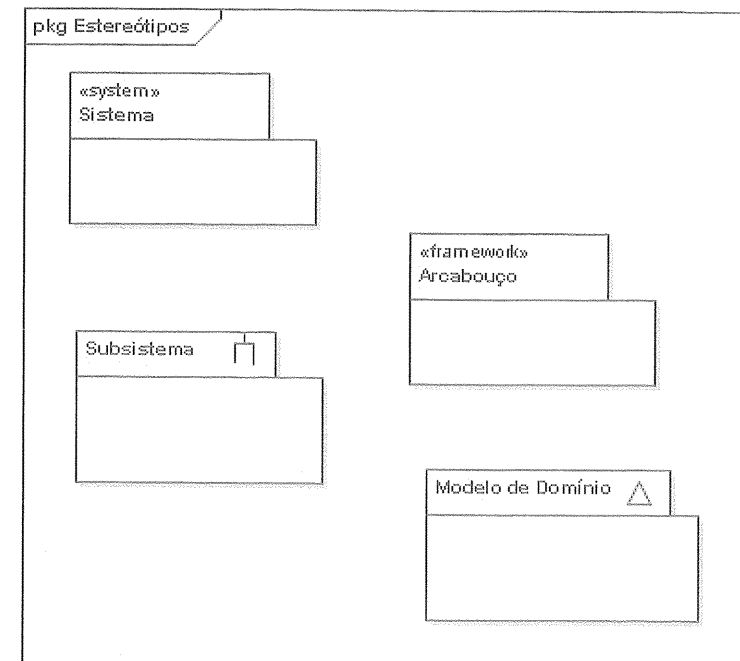 pkg Estereótipos
«system»
Sistema
«framework»
Arcabouço
Subsistema
Modelo de Domínio